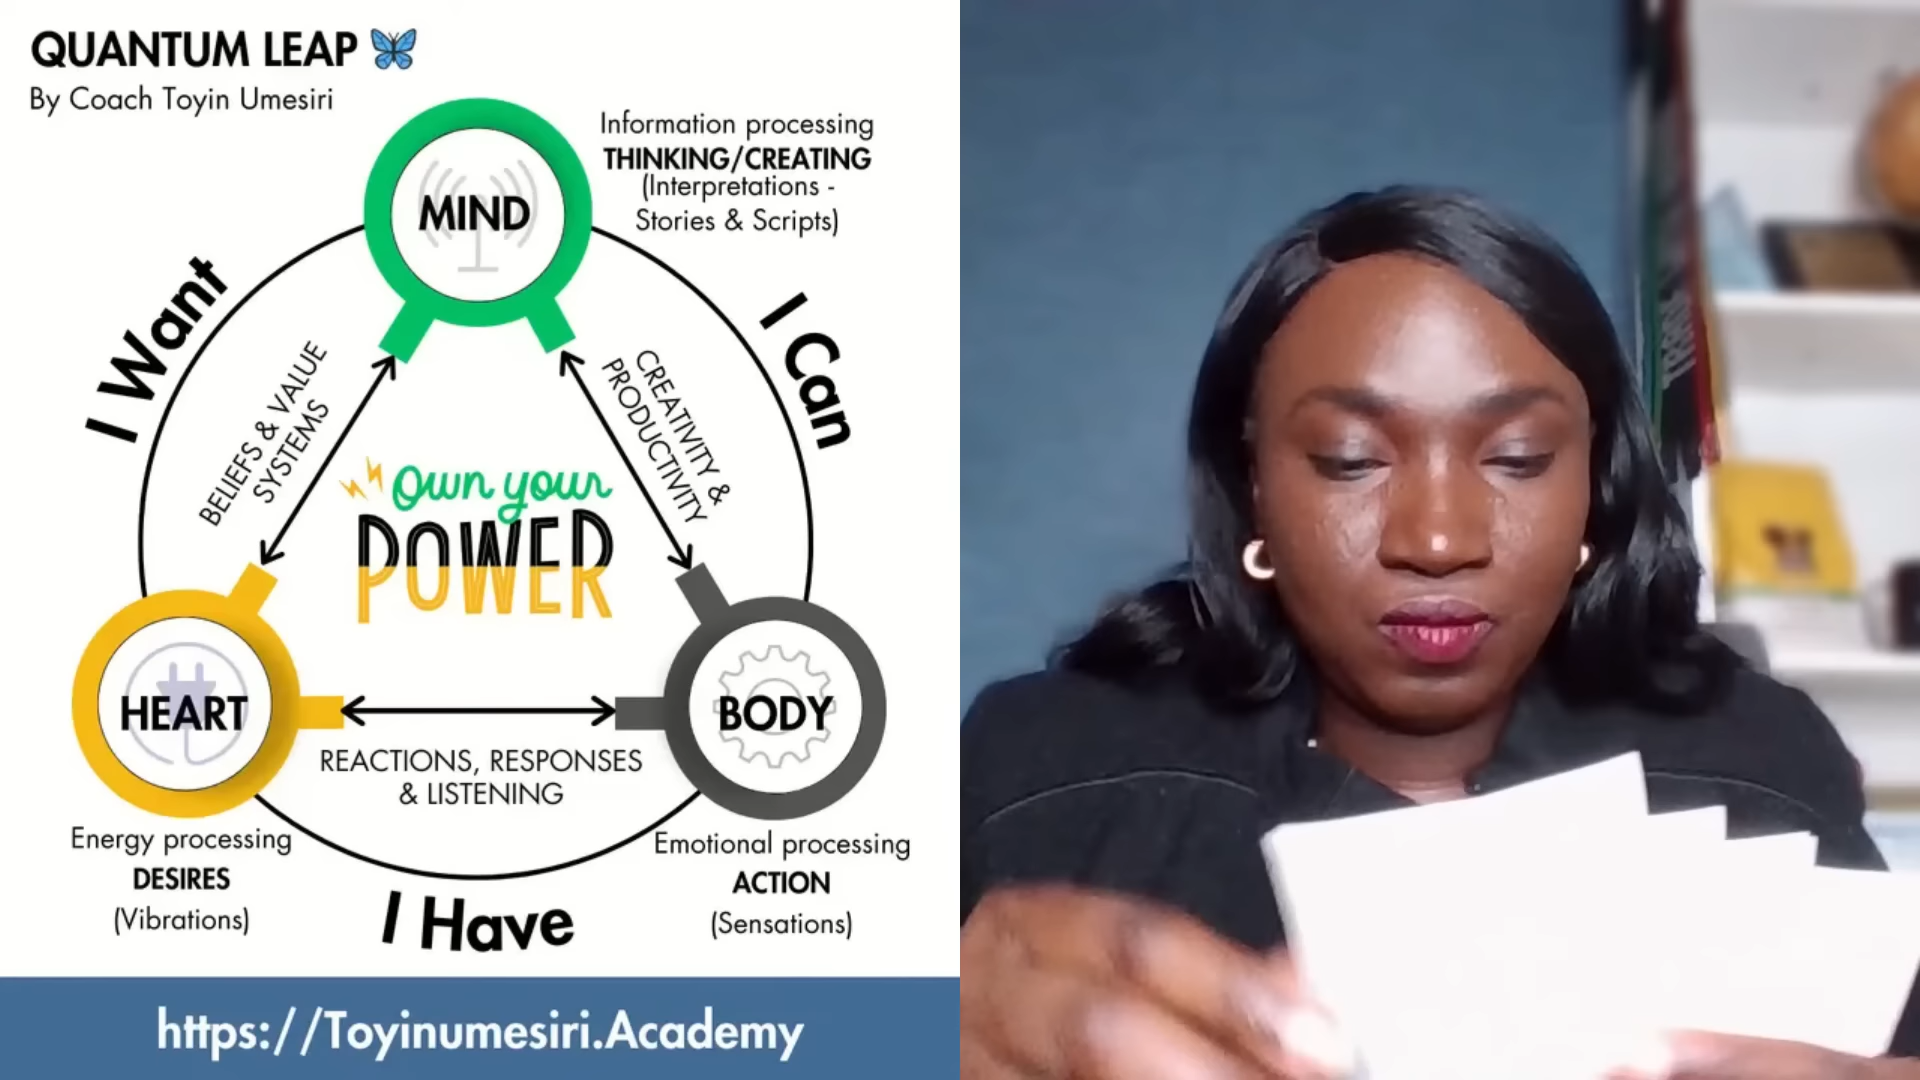 QUANTUM LEAP
By Coach Toyin Umesiri
Information processing
THINKING/CREATING
(Interpretations -
Stories & Scripts)
MIND
I Want
I Can
BELIEFS & VALUE
SYSTEMS
CREATIVITY &
PRODUCTIVITY
Own your
POWER
HEART
BODY
REACTIONS, RESPONSES
& LISTENING
Energy processing
DESIRES
(Vibrations)
Emotional processing
ACTION
(Sensations)
I Have
https://Toyinumesiri.Academy